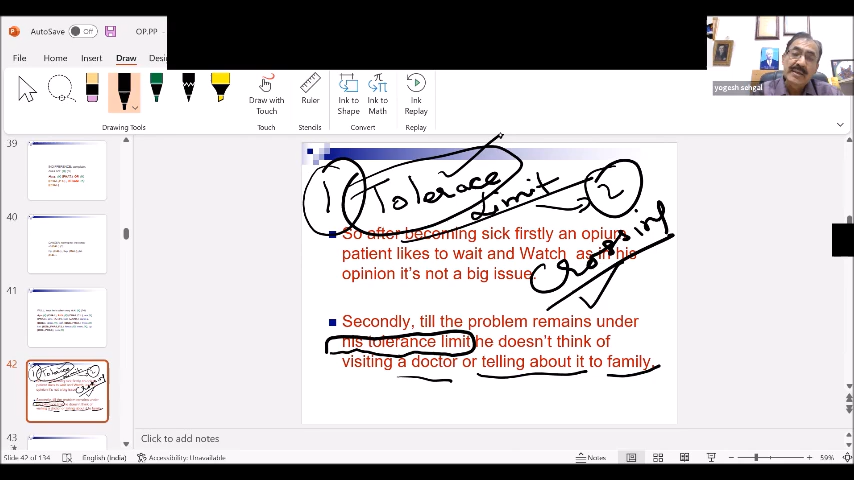 AutoSave Off OP.PP
File Home Insert Draw Desi
yogesh sehgal
Draw with Touch Ruler Ink to Shape Ink to Math Ink Replay
Drawing Tools Touch Stencils Convert Replay
39
40
41
42
43
1 Tolerace Limit 2
So after becoming sick firstly an opium
patient likes to wait and Watch as in his
opinion it's not a big issue.
Crossing
Secondly, till the problem remains under
his tolerance limit he doesn't think of
visiting a doctor or telling about it to family.
Click to add notes
Slide 42 of 134 English (India) Accessibility: Unavailable Notes 59%